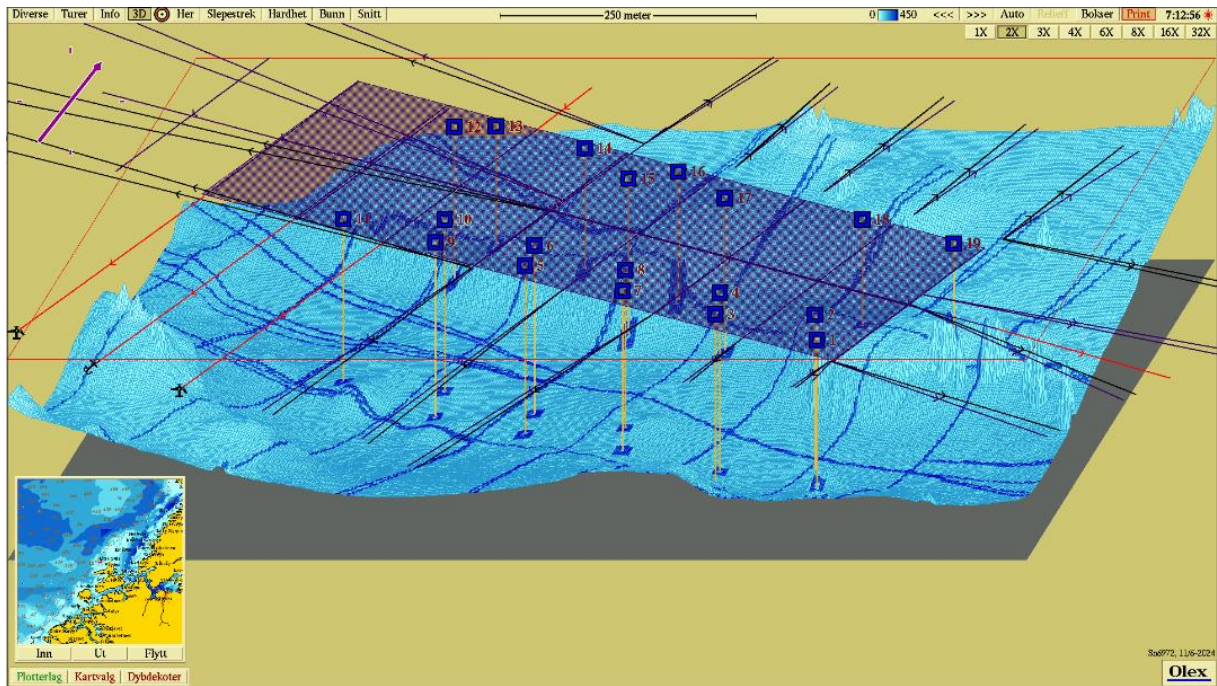 Diverse Turer Info 3D Her Slepestrek Hardhet Bunn Snitt 250 meter 0 450 <<< >>> Auto Relieff Bokser Print 7:12:56
1X 2X 3X 4X 6X 8X 16X 32X
12 13
14
16
15
17
11 10 18
9 6 19
5 8
7 4
3 2
1
Inn Ut Flytt
Sn6972, 11/6-2024
Plotterlag Kartvalg Dybdekoter Olex